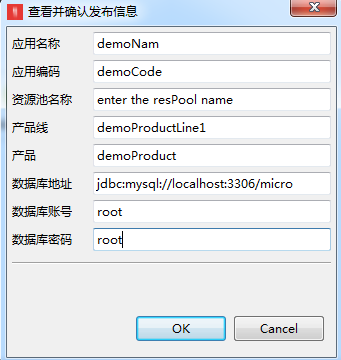 查看并确认发布信息
应用名称 demoNam
应用编码 demoCode
资源池名称 enter the resPool name
产品线 demoProductLine1
产品 demoProduct
数据库地址 jdbc:mysql://localhost:3306/micro
数据库账号 root
数据库密码 root
OK Cancel